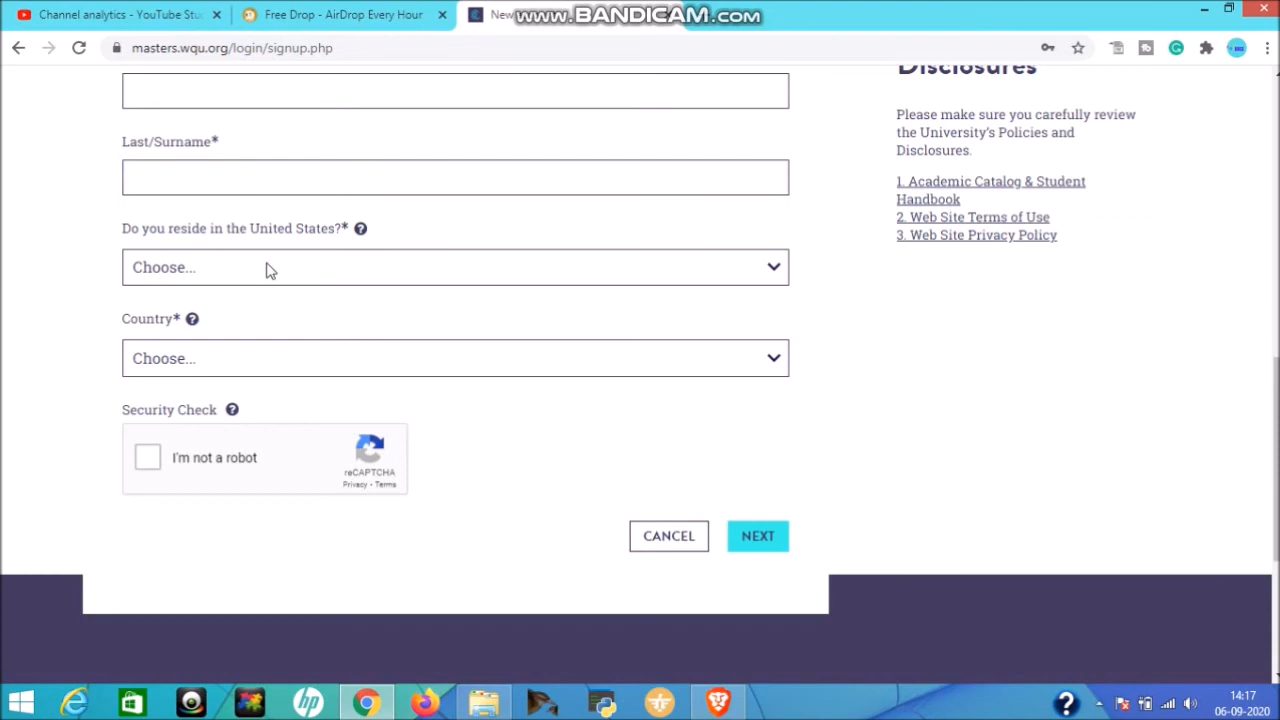 Channel analytics - YouTube Stu
Free Drop - AirDrop Every Hour
New
www.BANDICAM.com
masters.wqu.org/login/signup.php
Last/Surname*
Do you reside in the United States?*
Choose...
Country*
Choose...
Security Check
I'm not a robot
reCAPTCHA
Privacy - Terms
CANCEL
NEXT
Disclosures
Please make sure you carefully review
the University's Policies and
Disclosures.
1. Academic Catalog & Student
Handbook
2. Web Site Terms of Use
3. Web Site Privacy Policy
14:17
06-09-2020